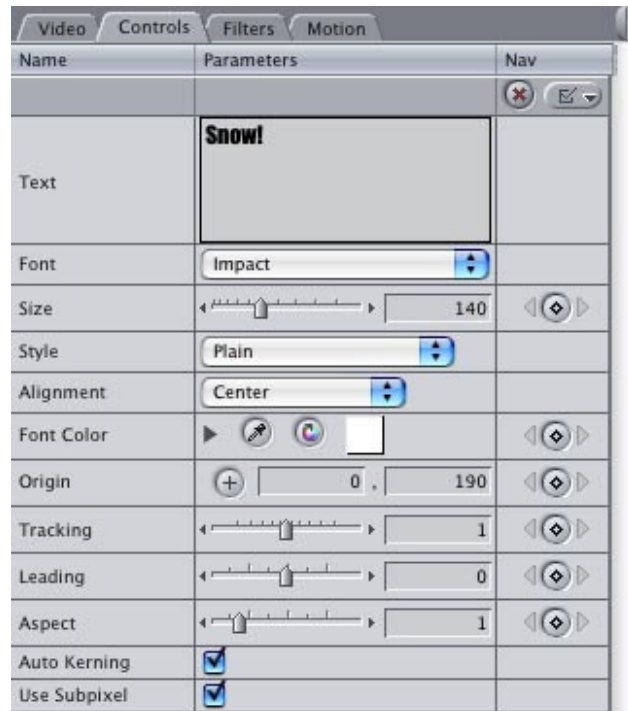 Video Controls Filters Motion
Name Parameters Nav
Text Snow!
Font Impact
Size 140
Style Plain
Alignment Center
Font Color
Origin 0 , 190
Tracking 1
Leading 0
Aspect 1
Auto Kerning
Use Subpixel